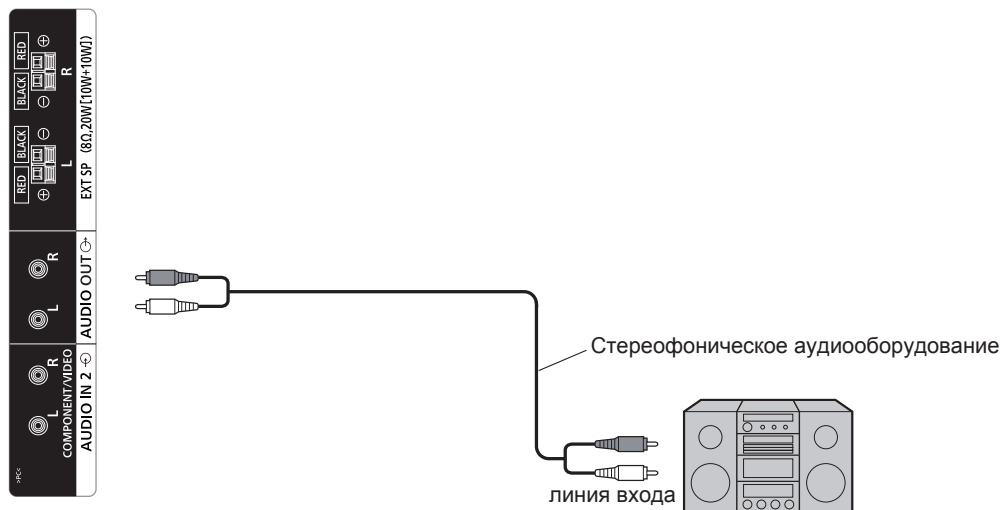 RED BLACK BLACK RED
⊕ ⊖ ⊖ ⊕
L R
EXT SP (8Ω,20W[10W+10W])
L R
AUDIO OUT
L R
COMPONENT/VIDEO
AUDIO IN 2
>PC<
Стереофоническое аудиооборудование
линия входа